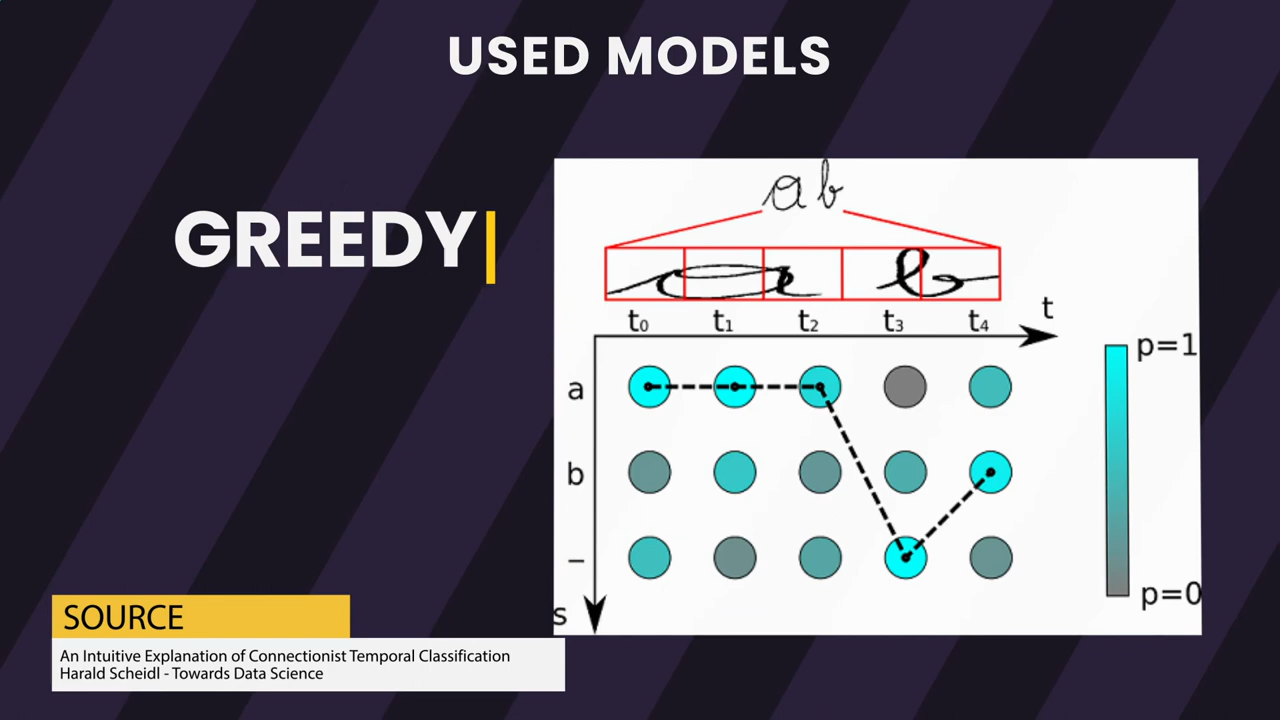 USED MODELS
GREEDY
ab
a b
t0 t1 t2 t3 t4
t
a
b
–
s
p=1
p=0
SOURCE
An Intuitive Explanation of Connectionist Temporal Classification
Harald Scheidl - Towards Data Science